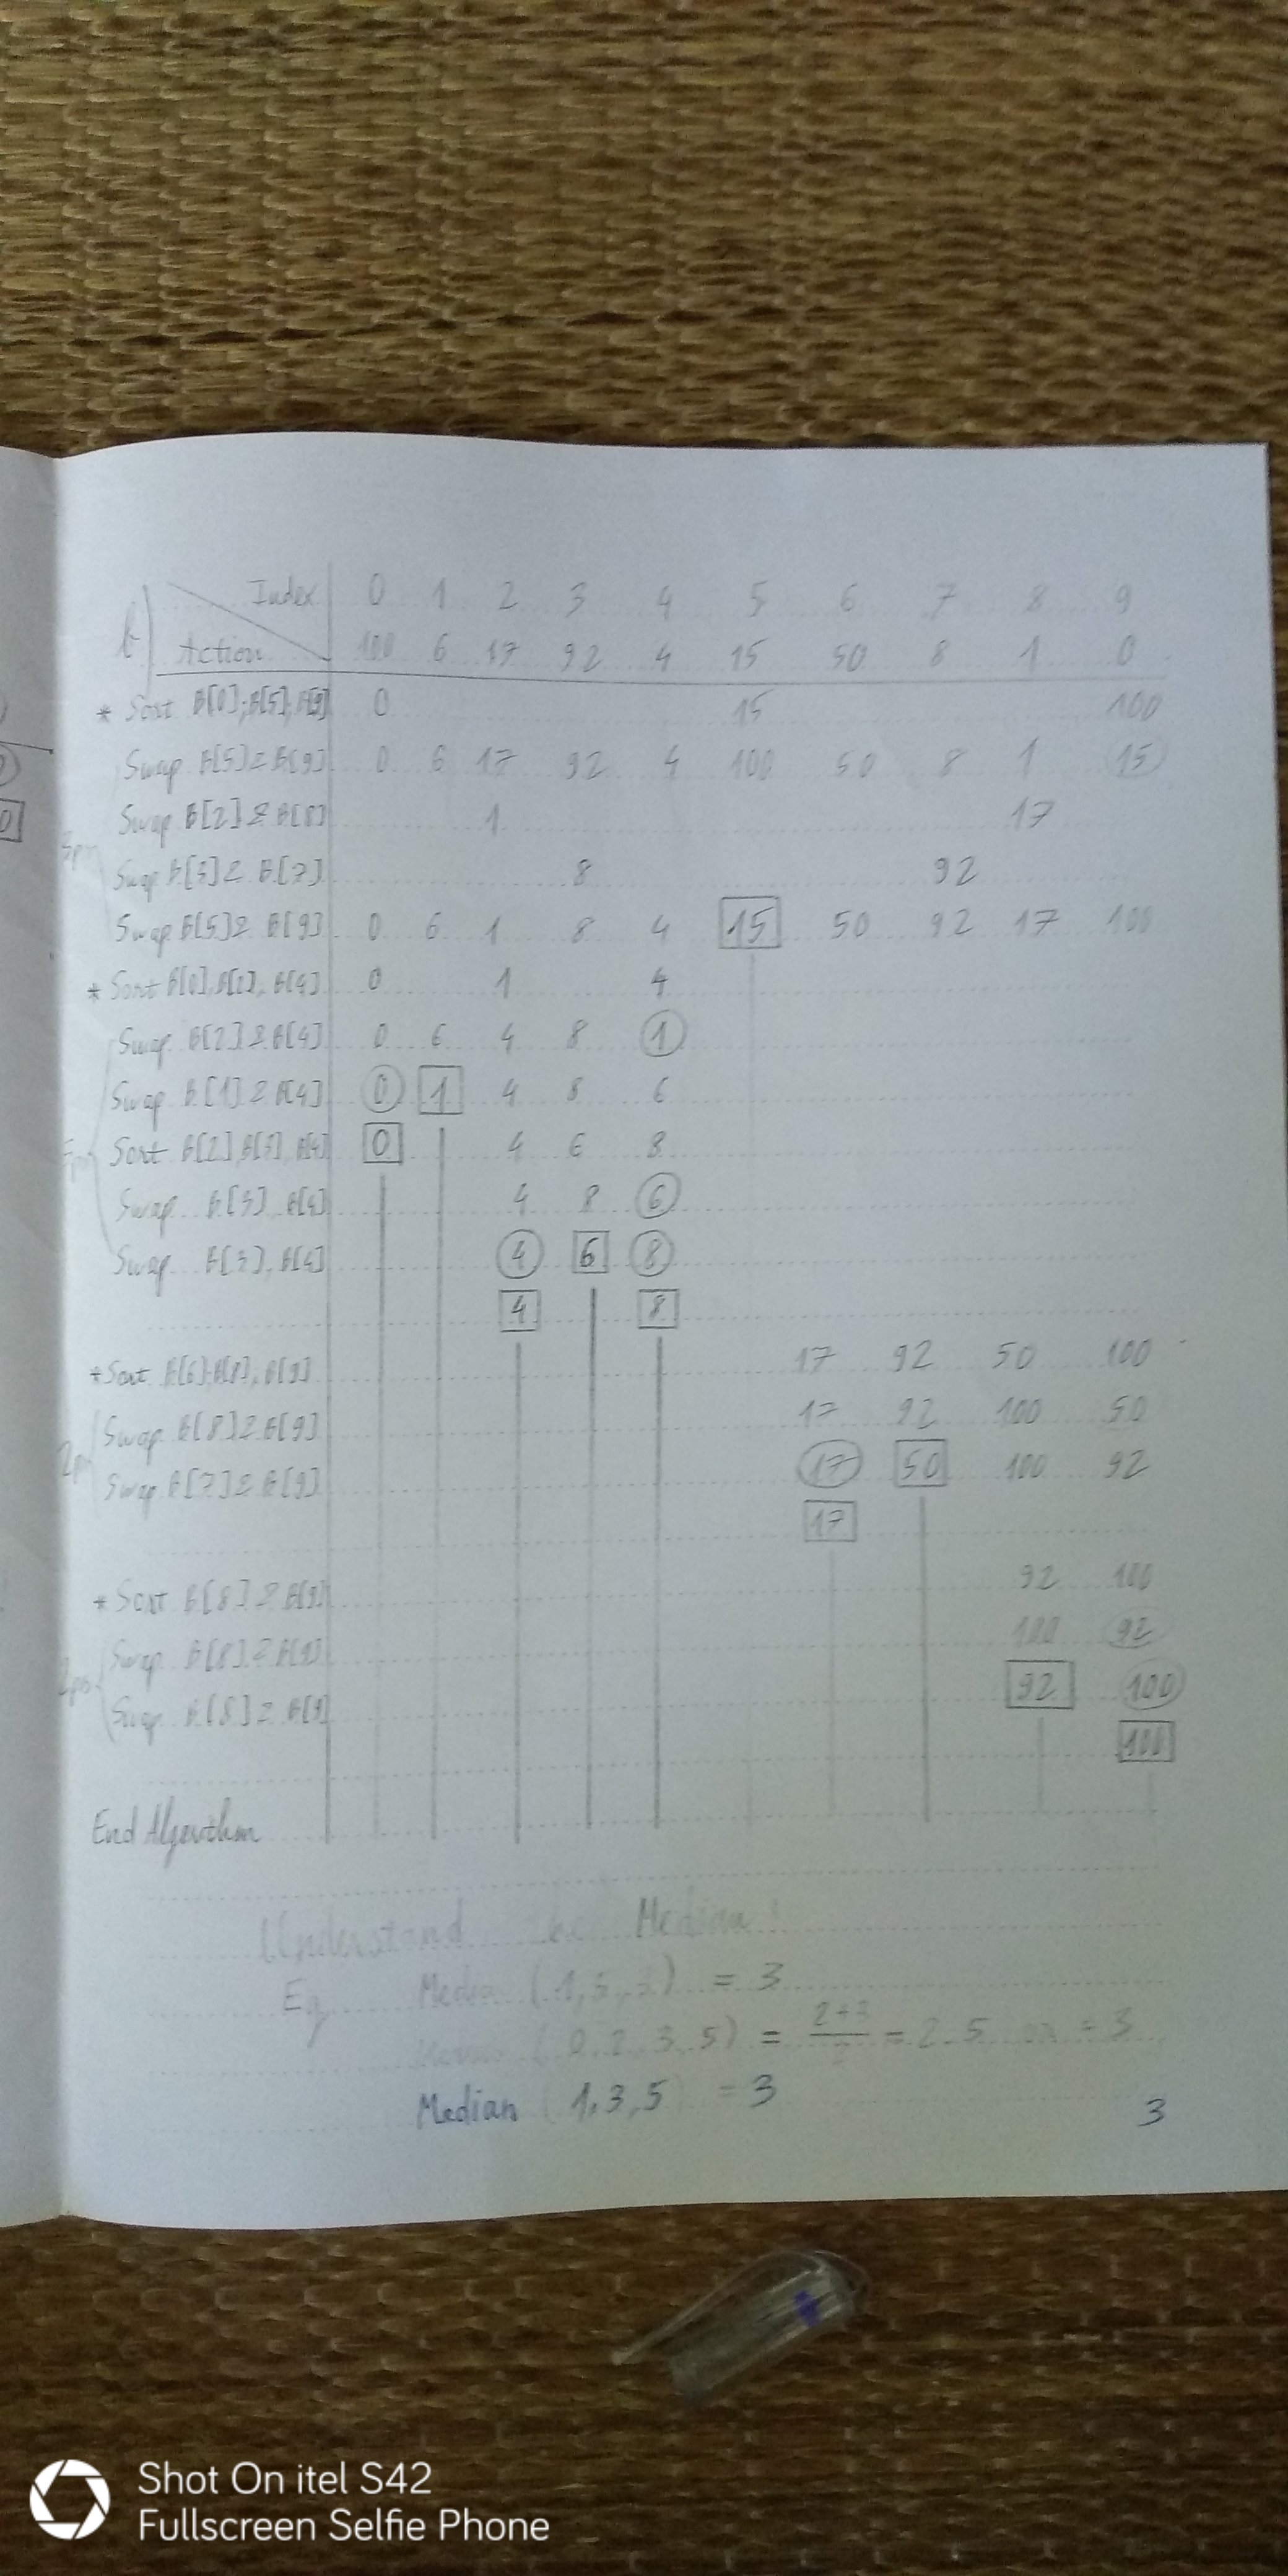 b) Index 0 1 2 3 4 5 6 7 8 9
Action 100 6 17 92 4 15 50 8 1 0
* Sort B[0]; B[5]; B[9] 0 15 100
Swap B[5] & B[9] 0 6 17 92 4 100 50 8 1 15
Swap B[2] & B[8] 1 17
Swap B[3] & B[7] 8 92
Swap B[5] & B[9] 0 6 1 8 4 15 50 92 17 100
* Sort B[0], B[2], B[4] 0 1 4
Swap B[2] & B[4] 0 6 4 8 1
Swap B[1] & B[4] 0 1 4 8 6
Sort B[2], B[3], B[4] 0 4 6 8
Swap B[3], B[4] 4 8 6
Swap B[3], B[4] 4 6 8
4 8
* Sort B[6]; B[8]; B[9] 17 92 50 100
Swap B[8] & B[9] 17 92 100 50
Swap B[7] & B[9] 17 50 100 92
17
* Sort B[8] & B[9] 92 100
Swap B[8] & B[9] 100 92
Swap B[8] & B[9] 92 100
100
End Algorithm
Understand the Median:
Eg Median (1, 5, 3) = 3
( 0, 2, 3, 5) = = 2.5 = 3
Median ( 1, 3, 5 ) = 3
3
Shot On itel S42
Fullscreen Selfie Phone